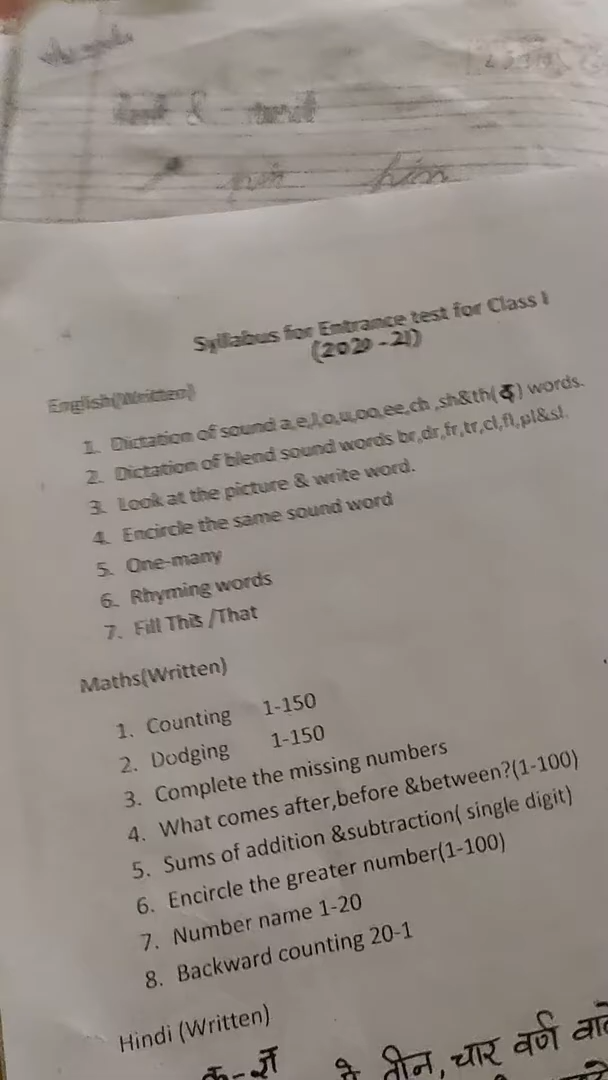 him
Syllabus for Entrance test for Class I
(2020-21)
English(Written)
1. Dictation of sound a,e,i,o,u,oo,ee,ch ,sh&th(द) words.
2. Dictation of blend sound words br,dr,fr,tr,cl,fl,pl&sl.
3. Look at the picture & write word.
4. Encircle the same sound word
5. One-many
6. Rhyming words
7. Fill This /That
Maths(Written)
1. Counting 1-150
2. Dodging 1-150
3. Complete the missing numbers
4. What comes after,before &between?(1-100)
5. Sums of addition &subtraction( single digit)
6. Encircle the greater number(1-100)
7. Number name 1-20
8. Backward counting 20-1
Hindi (Written)
क-ज्ञ तीन, चार वर्ण